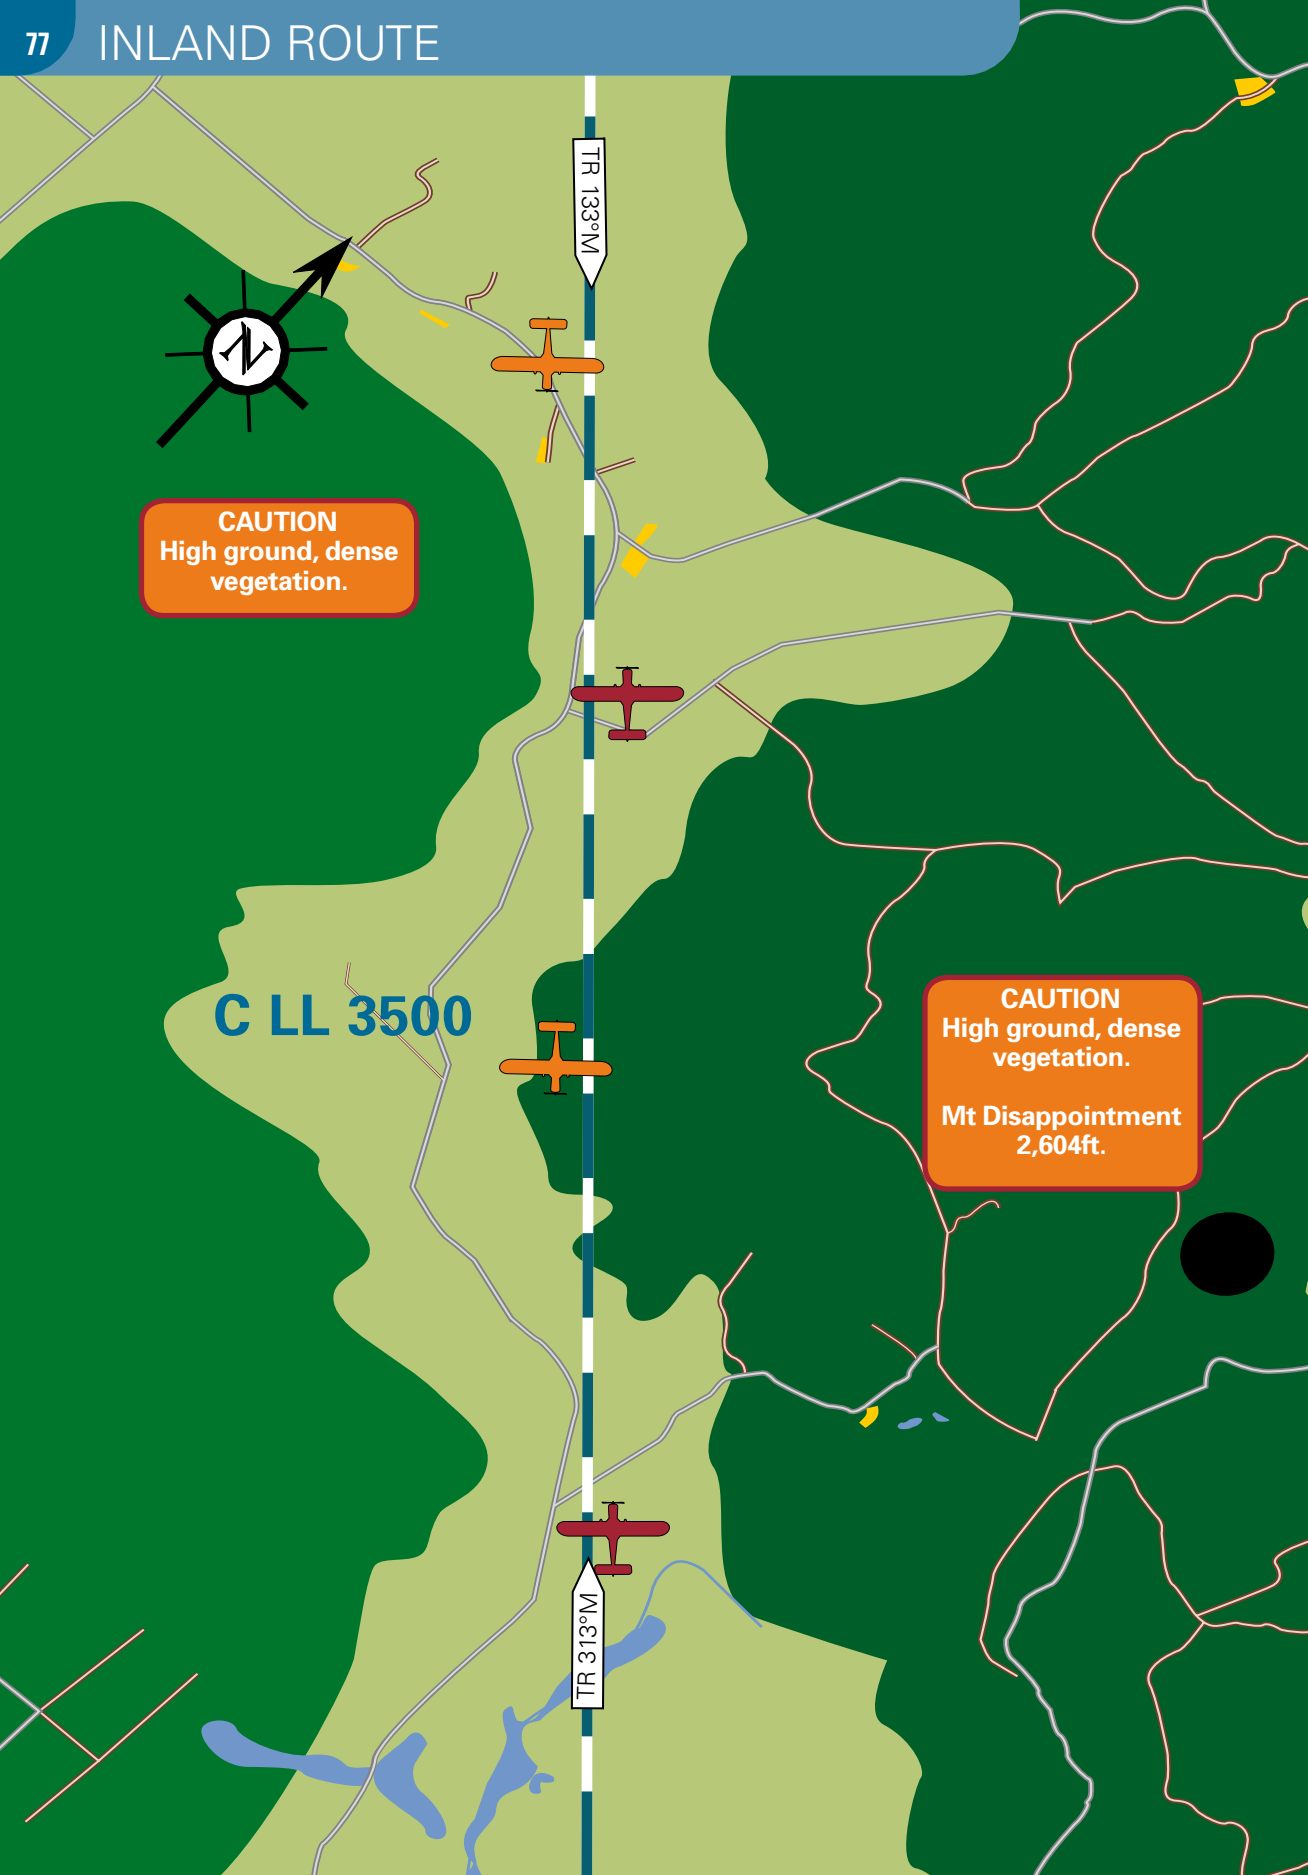 77
INLAND ROUTE
TR 133°M
N
CAUTION
High ground, dense
vegetation.
C LL 3500
CAUTION
High ground, dense
vegetation.
Mt Disappointment
2,604ft.
TR 313°M